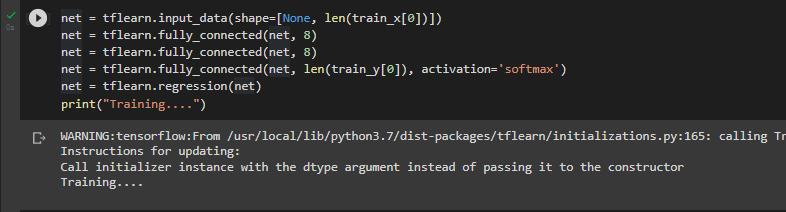 net = tflearn.input_data(shape=[None, len(train_x[0])])
net = tflearn.fully_connected(net, 8)
net = tflearn.fully_connected(net, 8)
net = tflearn.fully_connected(net, len(train_y[0]), activation='softmax')
net = tflearn.regression(net)
print("Training....")
0s
WARNING:tensorflow:From /usr/local/lib/python3.7/dist-packages/tflearn/initializations.py:165: calling Tr
Instructions for updating:
Call initializer instance with the dtype argument instead of passing it to the constructor
Training....